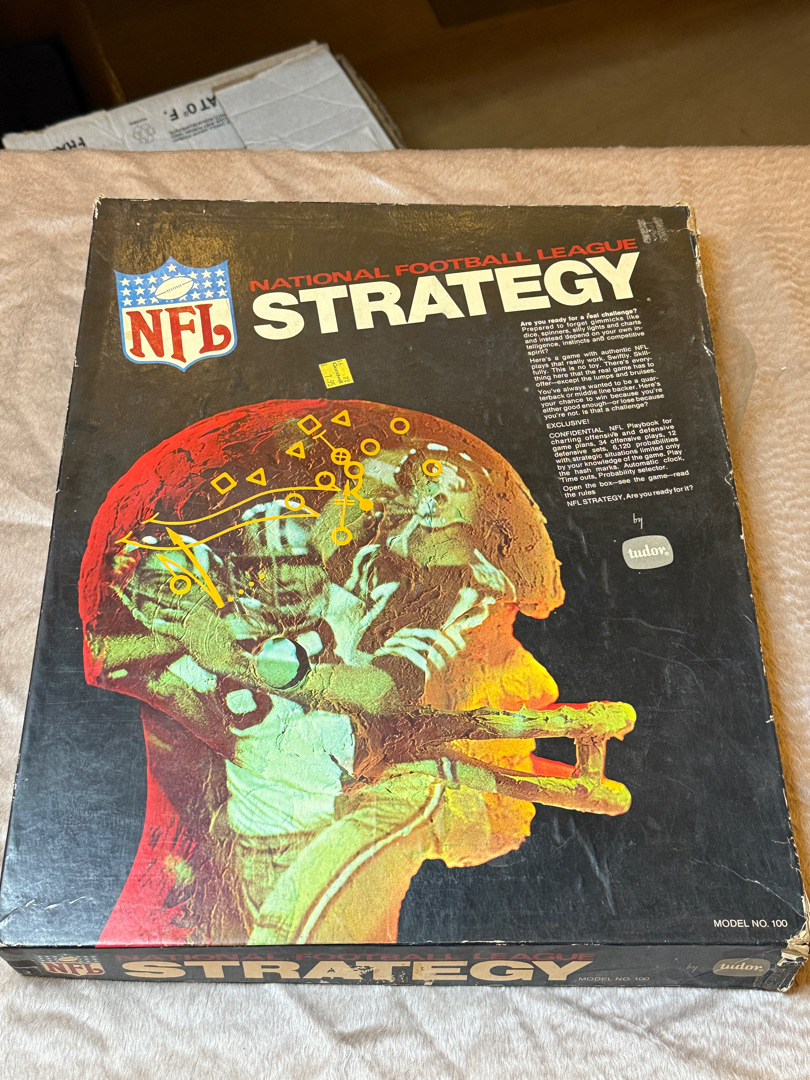 AT 0° F.
NFL
NATIONAL FOOTBALL LEAGUE
STRATEGY
Are you ready for a real challenge?
Prepared to forget gimmicks like
dice, spinners, silly lights and charts
and instead depend on your own in-
telligence, instincts and competitive
spirit?
Here's a game with authentic NFL
plays that really work. Swiftly. Skill-
fully. This is no toy. There's every-
thing here that the real game has to
offer—except the lumps and bruises.
You've always wanted to be a quar-
terback or middle line backer. Here's
your chance to win because you're
either good enough—or lose because
you're not. Is that a challenge?
EXCLUSIVE!
CONFIDENTIAL NFL Playbook for
charting offensive and defensive
game plans, 34 offensive plays, 12
defensive sets, 6,120 probabilities
with strategic situations limited only
by your knowledge of the game. Play
the hash marks. Automatic clock.
Time outs, Probability selector.
Open the box—see the game—read
the rules
NFL STRATEGY, Are you ready for it?
by
tudor®
MODEL NO. 100
NFL
NATIONAL FOOTBALL LEAGUE
STRATEGY
MODEL NO. 100
by
tudor®